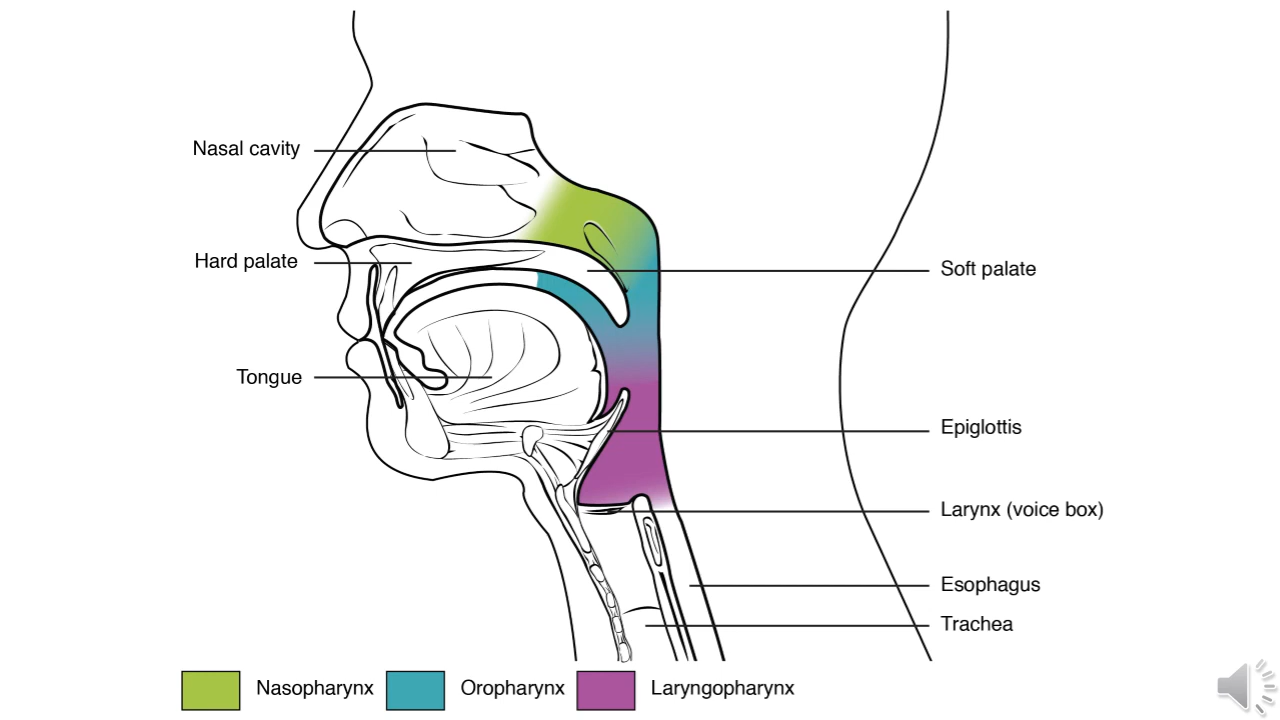 Nasal cavity
Hard palate
Tongue
Soft palate
Epiglottis
Larynx (voice box)
Esophagus
Trachea
Nasopharynx
Oropharynx
Laryngopharynx